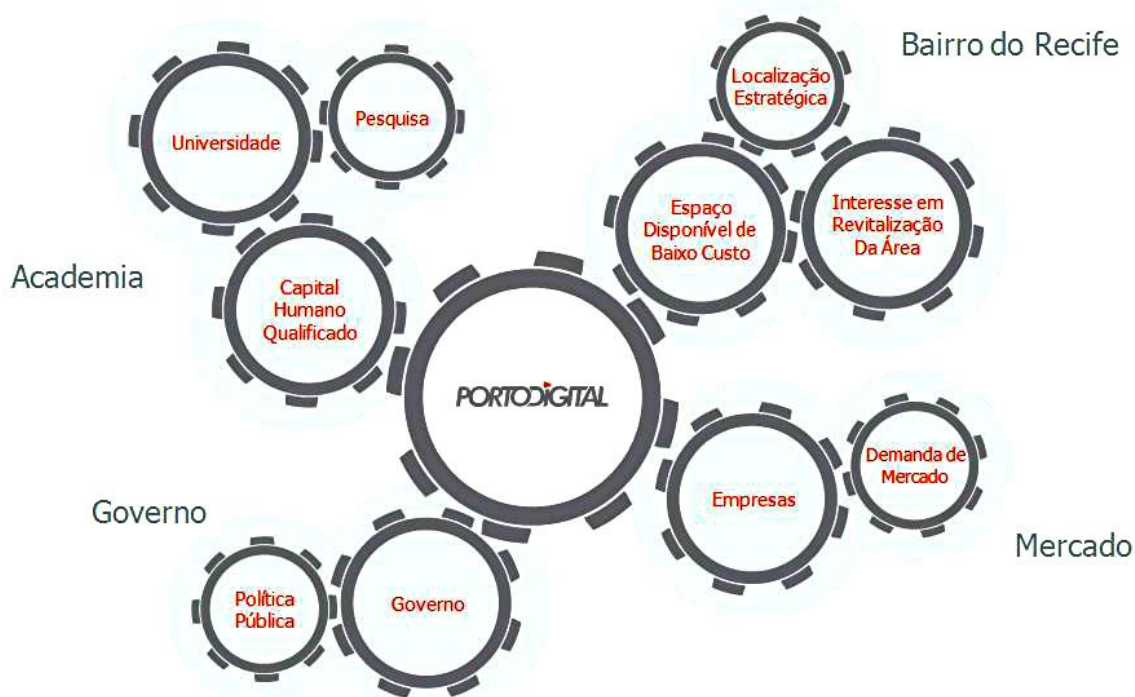 Bairro do Recife
Localização
Estratégica
Universidade
Pesquisa
Espaço
Disponível de
Baixo Custo
Interesse em
Revitalização
Da Área
Academia
Capital
Humano
Qualificado
PORTODIGITAL
Empresas
Demanda de
Mercado
Mercado
Governo
Política
Pública
Governo